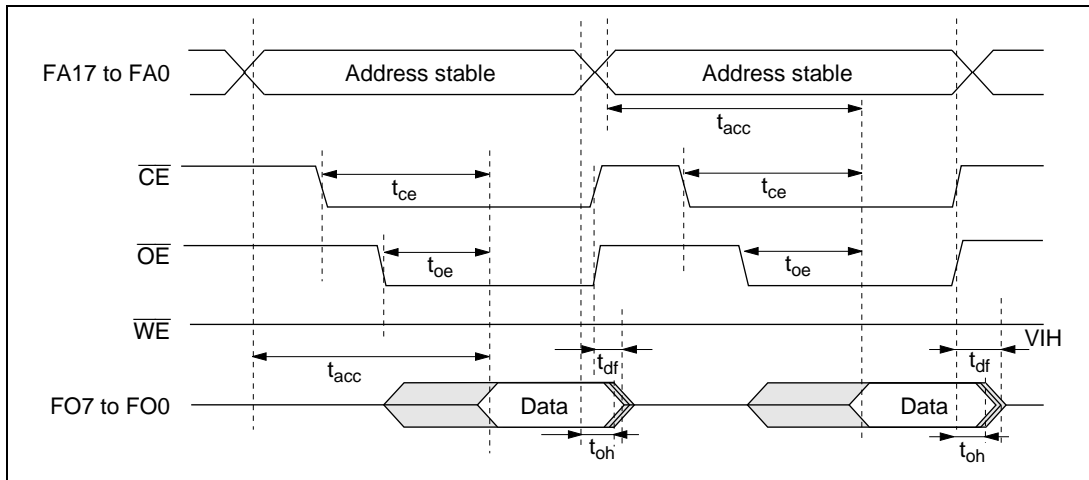 FA17 to FA0
Address stable
Address stable
tacc
CE
tce
tce
OE
toe
toe
WE
VIH
tacc
tdf
tdf
FO7 to FO0
Data
Data
toh
toh